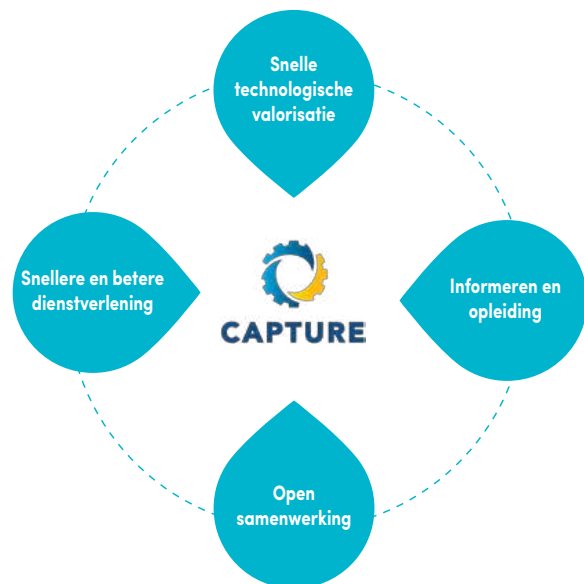 Snelle
technologische
valorisatie
Snellere en betere
dienstverlening
Informeren en
opleiding
CAPTURE
Open
samenwerking